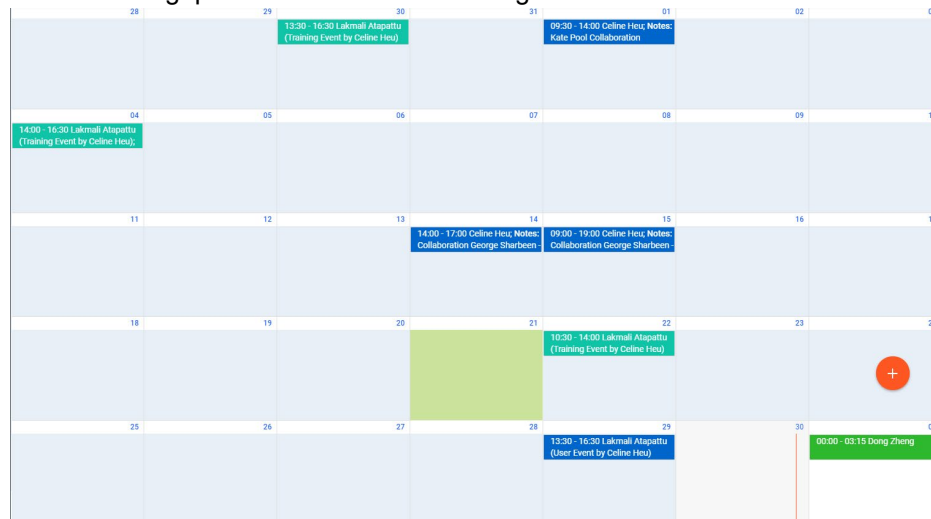 28 29 30 31 01 02
13:30 - 16:30 Lakmali Atapattu
(Training Event by Celine Heu)
09:30 - 14:00 Celine Heu; Notes:
Kate Pool Collaboration
04 05 06 07 08 09
14:00 - 16:30 Lakmali Atapattu
(Training Event by Celine Heu);
11 12 13 14 15 16
14:00 - 17:00 Celine Heu; Notes:
Collaboration George Sharbeen -
09:00 - 19:00 Celine Heu; Notes:
Collaboration George Sharbeen -
18 19 20 21 22 23
10:30 - 14:00 Lakmali Atapattu
(Training Event by Celine Heu)
+
25 26 27 28 29 30
13:30 - 16:30 Lakmali Atapattu
(User Event by Celine Heu)
00:00 - 03:15 Dong Zheng